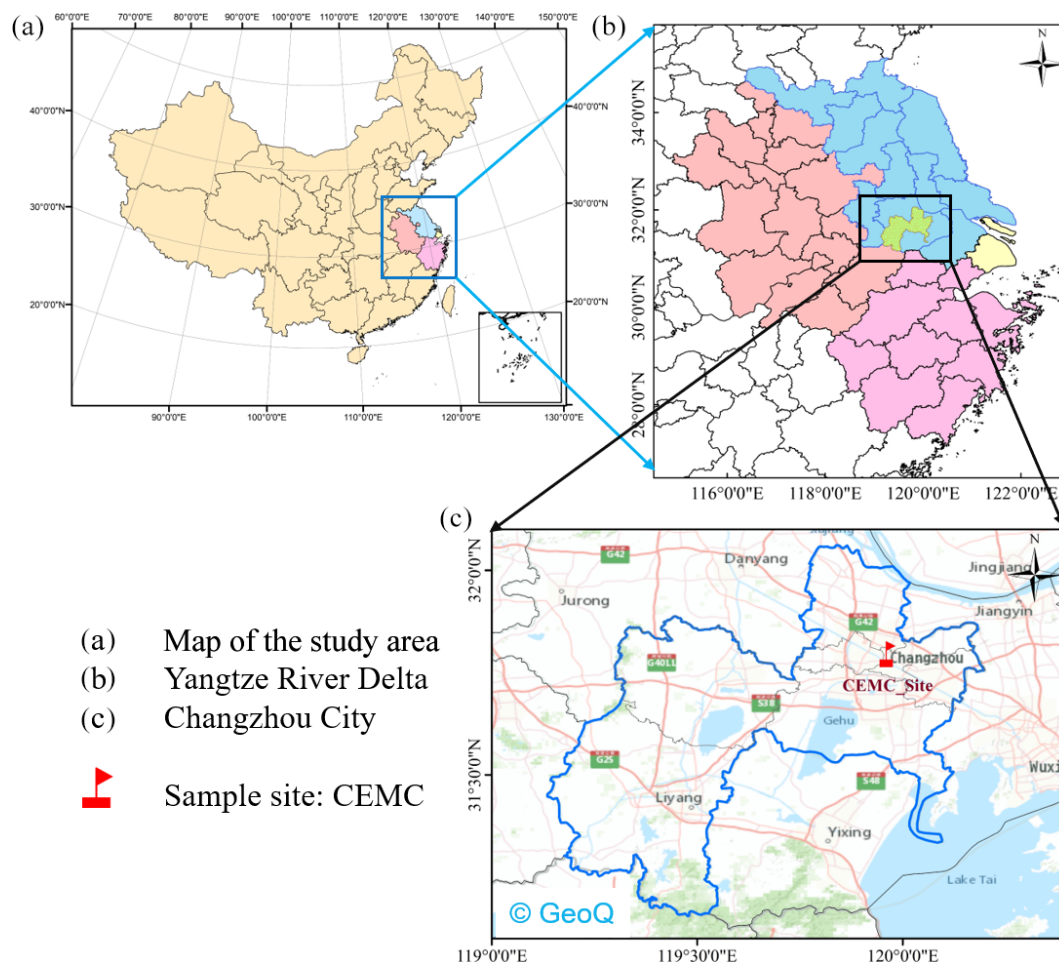 (a)
60°0'0"E 70°0'0"E 80°0'0"E 90°0'0"E 100°0'0"E 110°0'0"E 120°0'0"E 130°0'0"E 140°0'0"E 150°0'0"E
40°0'0"N
30°0'0"N
20°0'0"N
40°0'0"N
30°0'0"N
20°0'0"N
90°0'0"E 100°0'0"E 110°0'0"E 120°0'0"E 130°0'0"E
(b)
N
34°0'0"N
32°0'0"N
30°0'0"N
28°0'0"N
116°0'0"E 118°0'0"E 120°0'0"E 122°0'0"E
(c)
N
32°0'0"N
31°30'0"N
G42
Danyang
Jingjiang
Jurong
Jiangyin
G42
Changzhou
G4011
CEMC_Site
S38
Gehu
G25
S48
Wuxi
Liyang
Yixing
Lake Tai
© GeoQ
119°0'0"E 119°30'0"E 120°0'0"E
(a) Map of the study area
(b) Yangtze River Delta
(c) Changzhou City
Sample site: CEMC